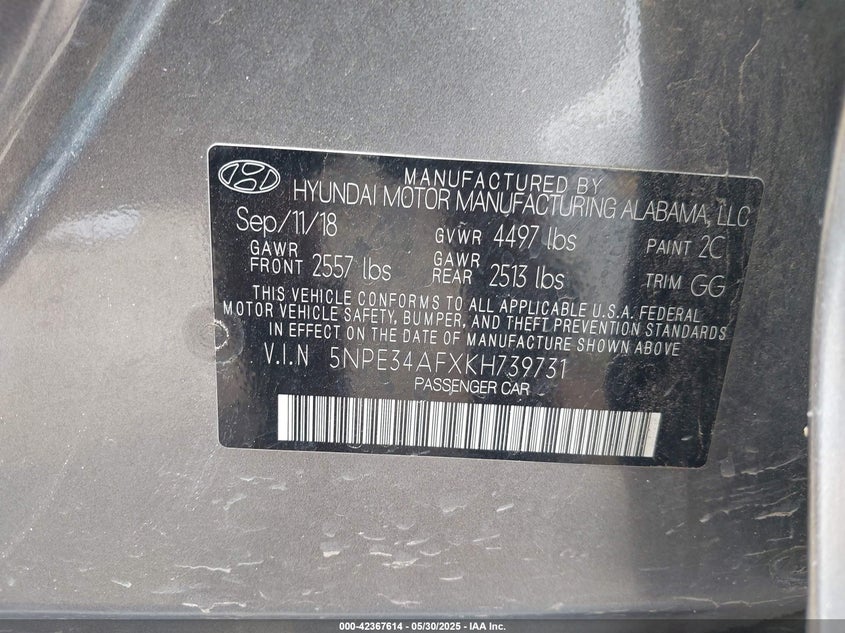 MANUFACTURED BY
HYUNDAI MOTOR MANUFACTURING ALABAMA, LLC
Sep/11/18 GVWR 4497 lbs PAINT 2C
GAWR FRONT 2557 lbs GAWR REAR 2513 lbs TRIM GG
THIS VEHICLE CONFORMS TO ALL APPLICABLE U.S.A. FEDERAL
MOTOR VEHICLE SAFETY, BUMPER, AND THEFT PREVENTION STANDARDS
IN EFFECT ON THE DATE OF MANUFACTURE SHOWN ABOVE.
V.I.N 5NPE34AFXKH739731
PASSENGER CAR
000-42367614 - 05/30/2025 - IAA Inc.